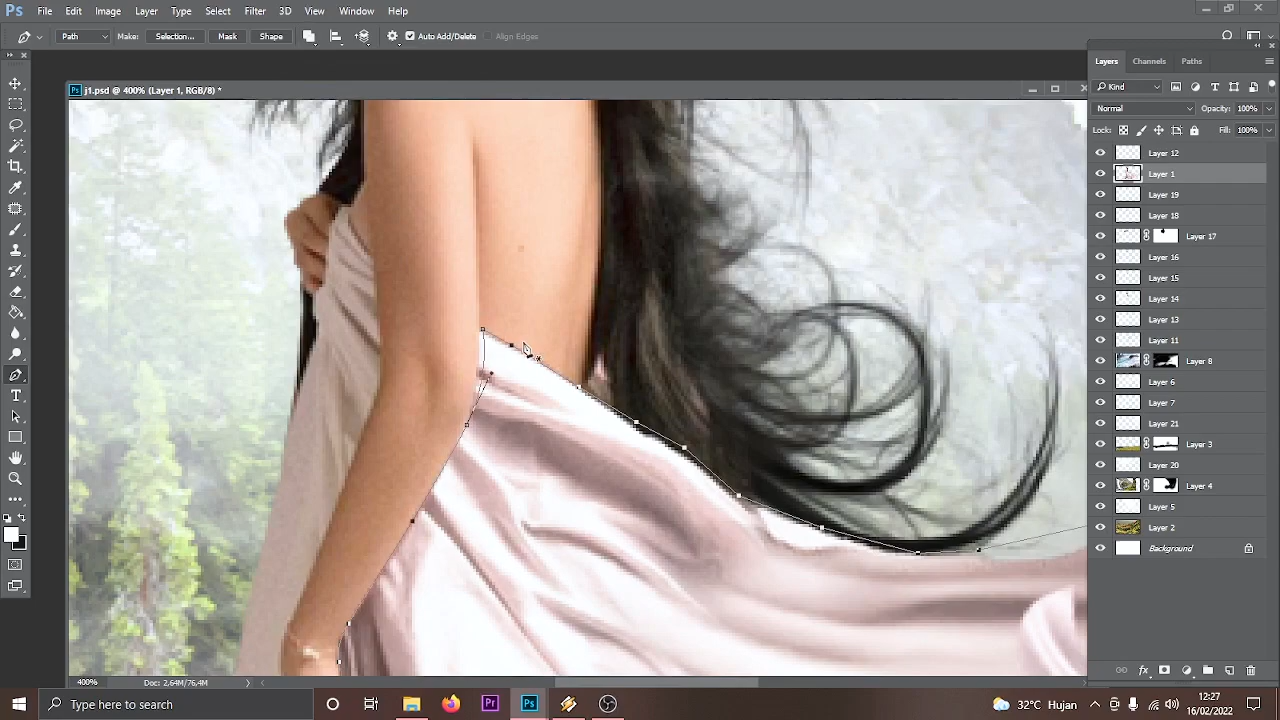 Ps File Edit Image Layer Type Select Filter 3D View Window Help
Path Make: Selection... Mask Shape Auto Add/Delete Align Edges
Ps j1.psd @ 400% (Layer 1, RGB/8) *
Layers Channels Paths
Kind
Normal Opacity: 100%
Locks: Fill: 100%
Layer 12
Layer 1
Layer 19
Layer 18
Layer 17
Layer 16
Layer 15
Layer 14
Layer 13
Layer 11
Layer 8
Layer 6
Layer 7
Layer 21
Layer 3
Layer 20
Layer 4
Layer 5
Layer 2
Background
400% Doc: 2,64M/76,4M
Type here to search Pr Ps 32°C Hujan 12:27
16/02/2022